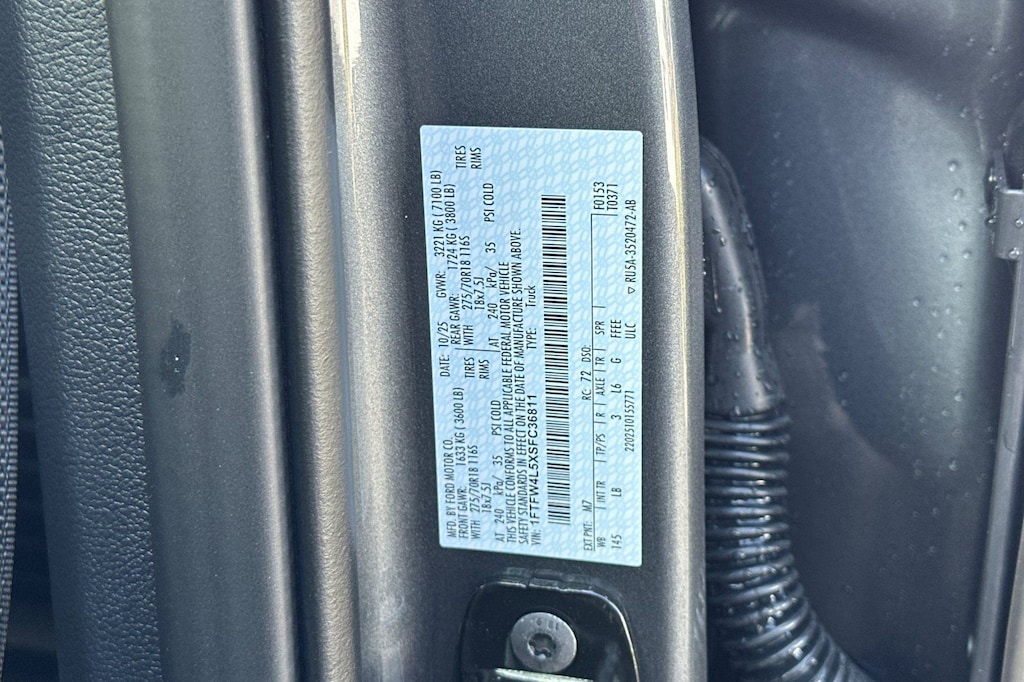 MFD. BY FORD MOTOR CO.
DATE: 10/25 GVWR: 3221 KG ( 7100 LB)
FRONT GAWR: 1633 KG ( 3600 LB) REAR GAWR: 1724 KG ( 3800 LB)
WITH 275/70R18 116S TIRES WITH 275/70R18 116S TIRES
18x7.5J RIMS 18x7.5J RIMS
AT 240 kPa/ 35 PSI COLD AT 240 kPa/ 35 PSI COLD
THIS VEHICLE CONFORMS TO ALL APPLICABLE FEDERAL MOTOR VEHICLE
SAFETY STANDARDS IN EFFECT ON THE DATE OF MANUFACTURE SHOWN ABOVE.
VIN: 1FTFW4L5XSFC36811 TYPE: Truck
EXT PNT: M7 RC: 72 DSO: F0153
WB INT TR TP/PS R AXLE TR SPR T0371
145 LB 3 L6 G FFEE
2202510155771 ULC ▽ RU5A-3520472-AB